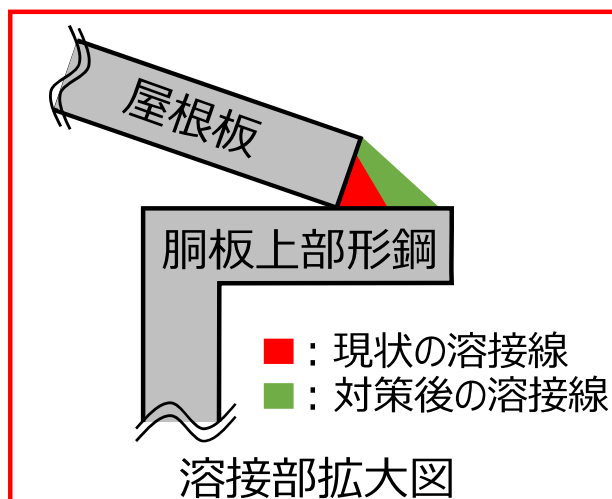 屋根板
胴板上部形鋼
：現状の溶接線
：対策後の溶接線
溶接部拡大図